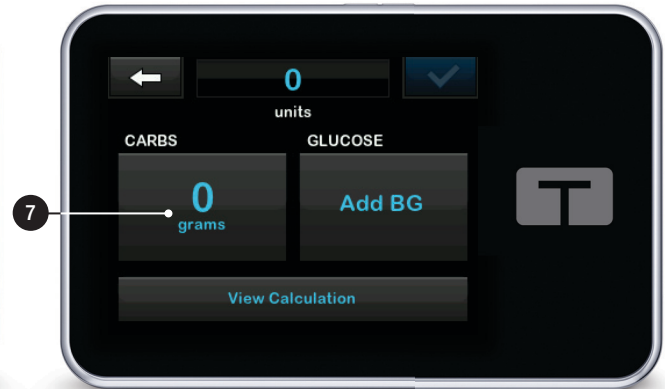 0
units
CARBS GLUCOSE
0
grams
Add BG
View Calculation
7